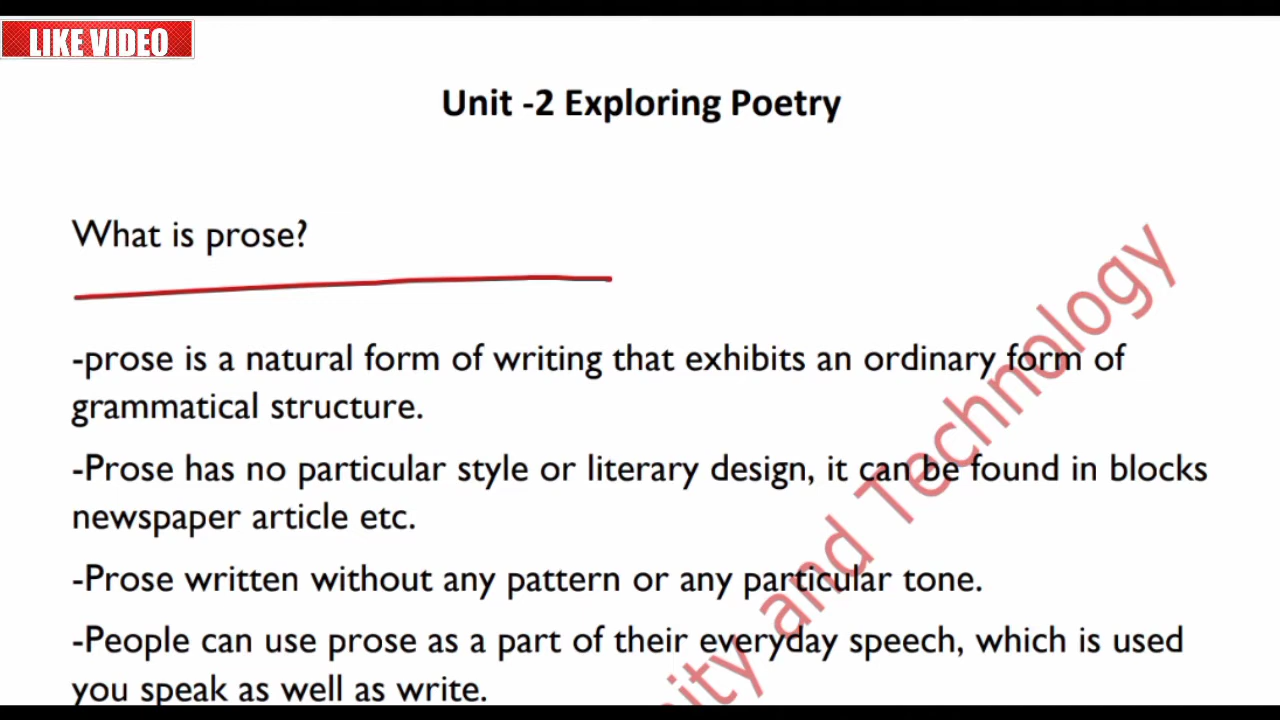 LIKE VIDEO
Unit -2 Exploring Poetry
What is prose?
-prose is a natural form of writing that exhibits an ordinary form of
grammatical structure.
-Prose has no particular style or literary design, it can be found in blocks
newspaper article etc.
-Prose written without any pattern or any particular tone.
-People can use prose as a part of their everyday speech, which is used
you speak as well as write.
and Technology